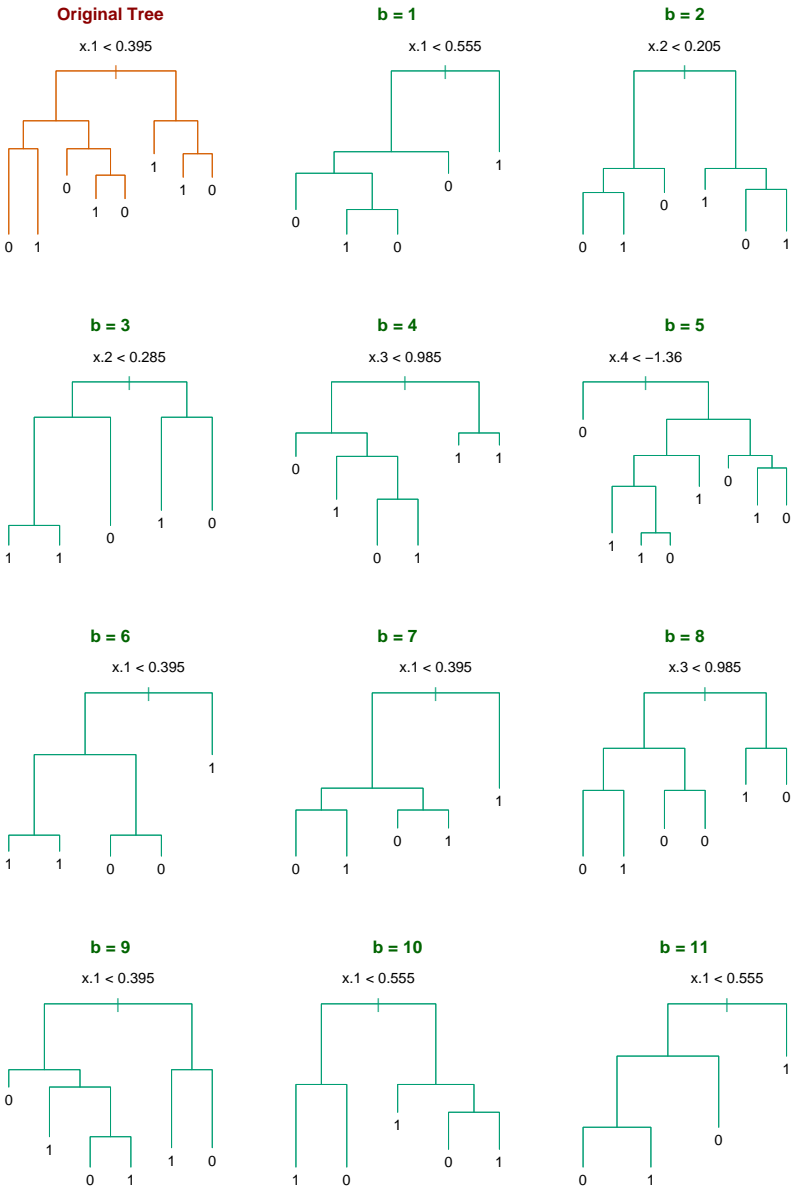 Original Tree
x.1 < 0.395
1
0
1 0
1 0
0 1
b = 1
x.1 < 0.555
1
0
0
1 0
b = 2
x.2 < 0.205
0 1
0 1 0 1
b = 3
x.2 < 0.285
1 0
0
1 1
b = 4
x.3 < 0.985
0 1 1
1
0 1
b = 5
x.4 < −1.36
0
0
1
1 0
1
1 0
b = 6
x.1 < 0.395
1
1 1 0 0
b = 7
x.1 < 0.395
1
0 1
0 1
b = 8
x.3 < 0.985
1 0
0 0
0 1
b = 9
x.1 < 0.395
0
1 1 0
0 1
b = 10
x.1 < 0.555
1
0 1
1 0
b = 11
x.1 < 0.555
1
0
0 1